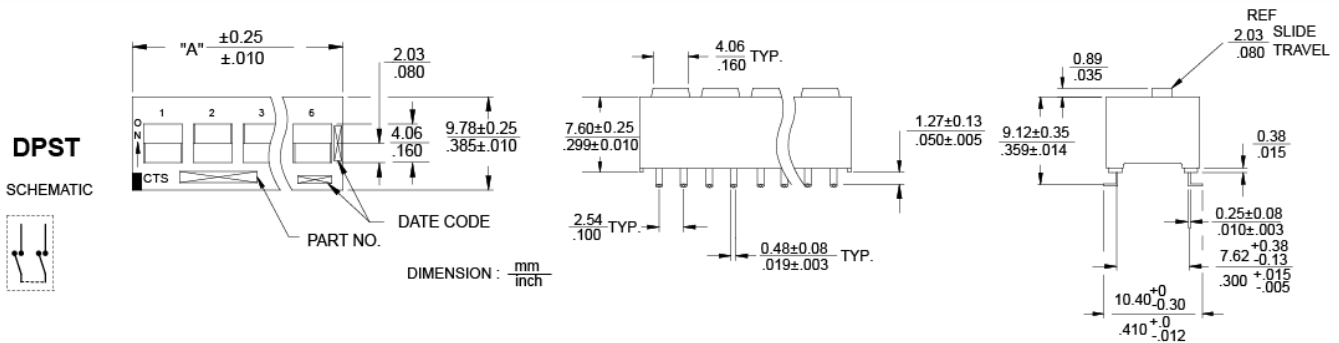 DPST
SCHEMATIC
"A" ±0.25
±.010
2.03
.080
1 2 3 6
ON
4.06
.160
9.78±0.25
.385±.010
CTS
DATE CODE
PART NO.
DIMENSION : mm
inch
4.06
.160 TYP.
7.60±0.25
.299±0.010
1.27±0.13
.050±.005
2.54
.100 TYP.
0.48±0.08
.019±.003 TYP.
REF
2.03 SLIDE
.080 TRAVEL
0.89
.035
9.12±0.35
.359±.014
0.38
.015
0.25±0.08
.010±.003
7.62 +0.38
-0.13
.300 +.015
-.005
10.40 +0
-0.30
.410 +.0
-.012